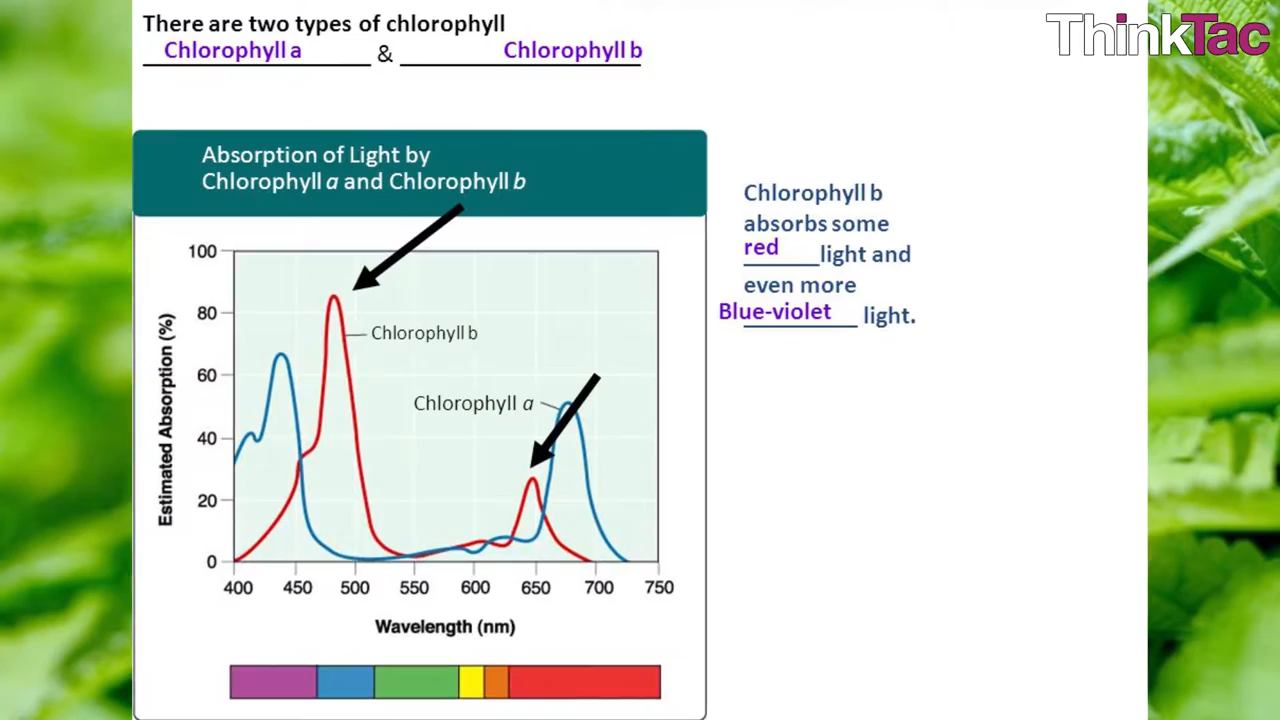 There are two types of chlorophyll
Chlorophyll a & Chlorophyll b
ThinkTac
Absorption of Light by
Chlorophyll a and Chlorophyll b
Chlorophyll b
absorbs some
red light and
even more
Blue-violet light.
Estimated Absorption (%)
100
80
60
40
20
0
Chlorophyll b
Chlorophyll a
400 450 500 550 600 650 700 750
Wavelength (nm)